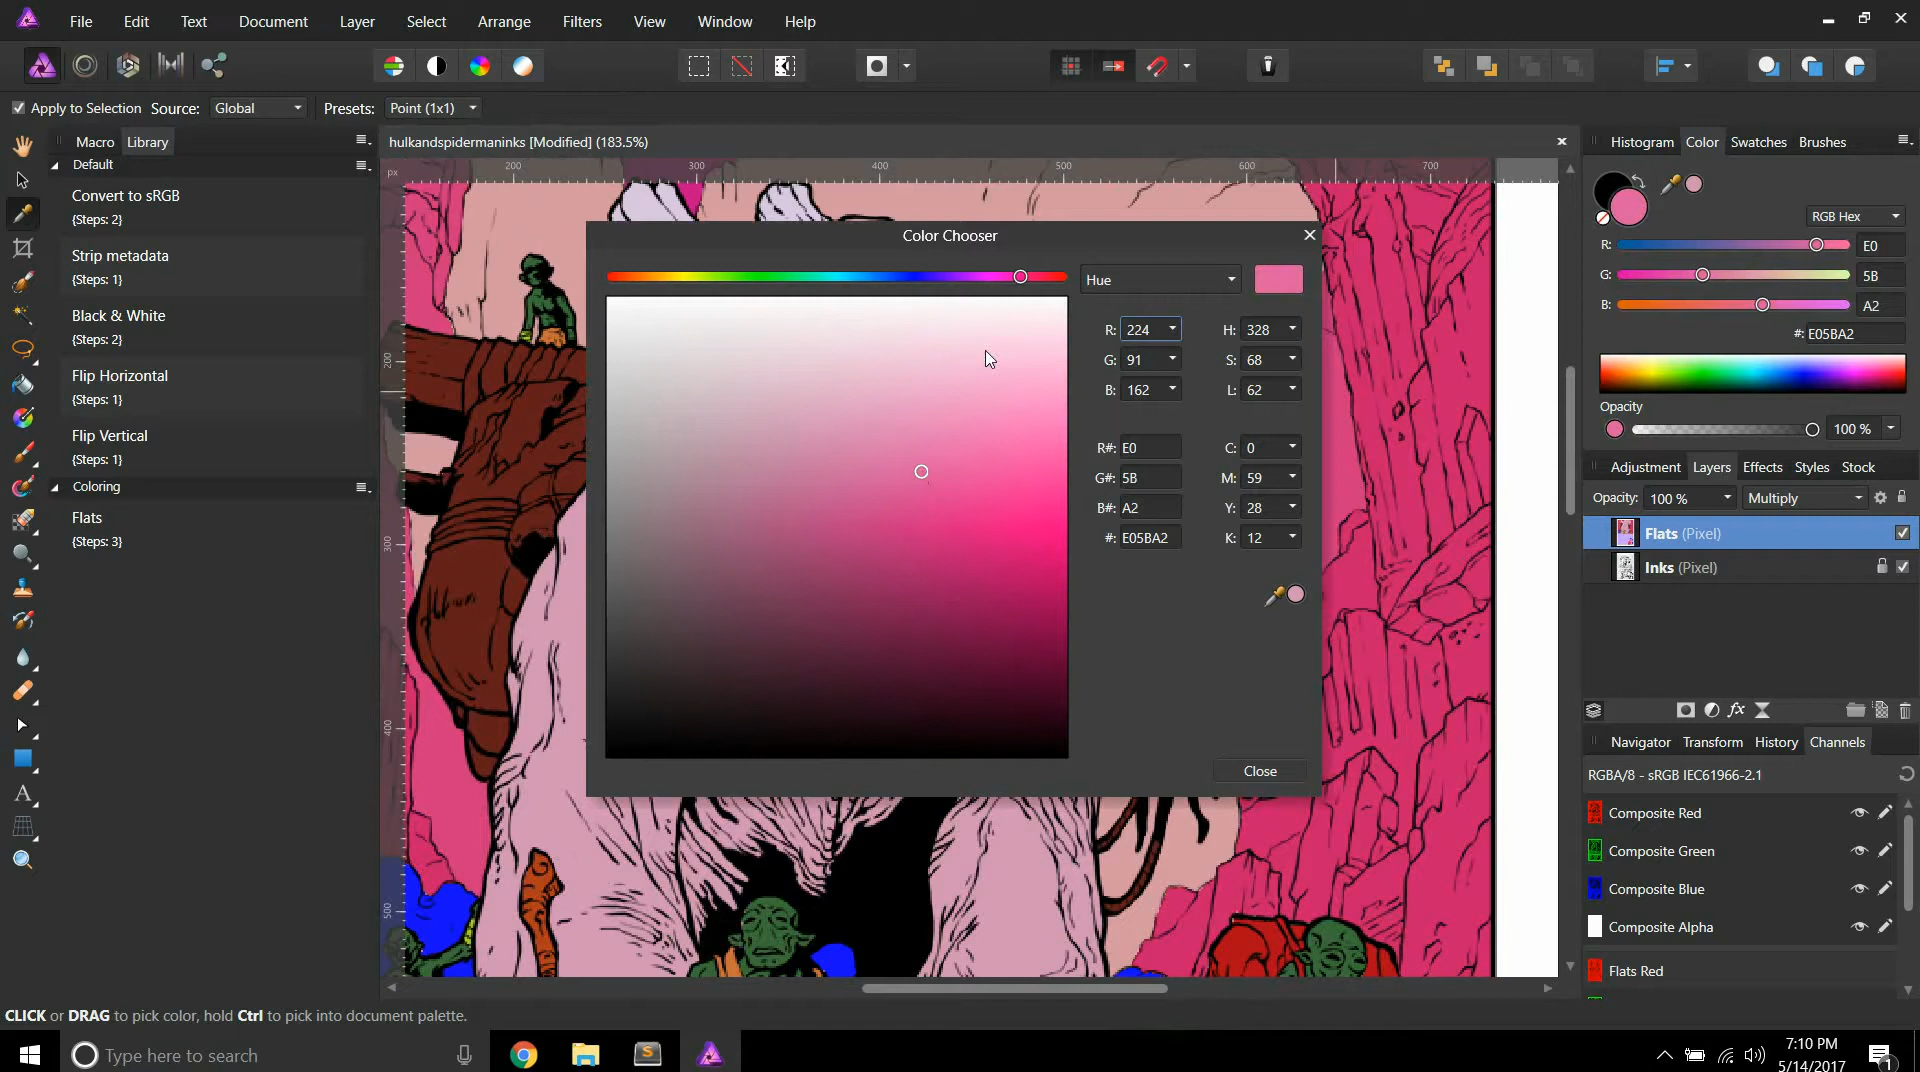 File Edit Text Document Layer Select Arrange Filters View Window Help
Apply to Selection Source: Global Presets: Point (1x1)
Macro Library
Default
Convert to sRGB
{Steps: 2}
Strip metadata
{Steps: 1}
Black & White
{Steps: 2}
Flip Horizontal
{Steps: 1}
Flip Vertical
{Steps: 1}
Coloring
Flats
{Steps: 3}
hulkandspidermaninks [Modified] (183.5%)
px 200 300 400 500 600 700
200
300
400
500
Color Chooser
Hue
R: 224 H: 328
G: 91 S: 68
B: 162 L: 62
R#: E0 C: 0
G#: 5B M: 59
B#: A2 Y: 28
#: E05BA2 K: 12
Close
Histogram Color Swatches Brushes
RGB Hex
R: E0
G: 5B
B: A2
#: E05BA2
Opacity
100 %
Adjustment Layers Effects Styles Stock
Opacity: 100 % Multiply
Flats (Pixel)
Inks (Pixel)
fx
Navigator Transform History Channels
RGBA/8 - sRGB IEC61966-2.1
Composite Red
Composite Green
Composite Blue
Composite Alpha
Flats Red
CLICK or DRAG to pick color, hold Ctrl to pick into document palette.
Type here to search
7:10 PM
5/14/2017
1